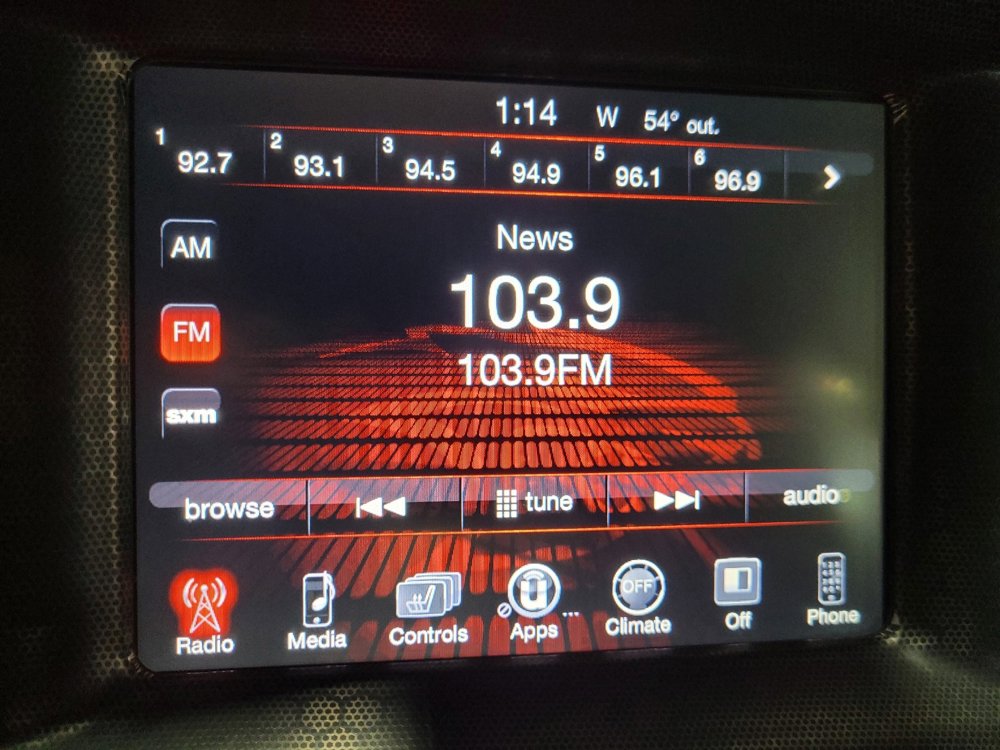 1:14 W 54° out.
1 92.7 2 93.1 3 94.5 4 94.9 5 96.1 6 96.9
News
AM
103.9
FM
103.9FM
sxm
browse tune audio
OFF
Radio Media Controls Apps ... Climate Off Phone